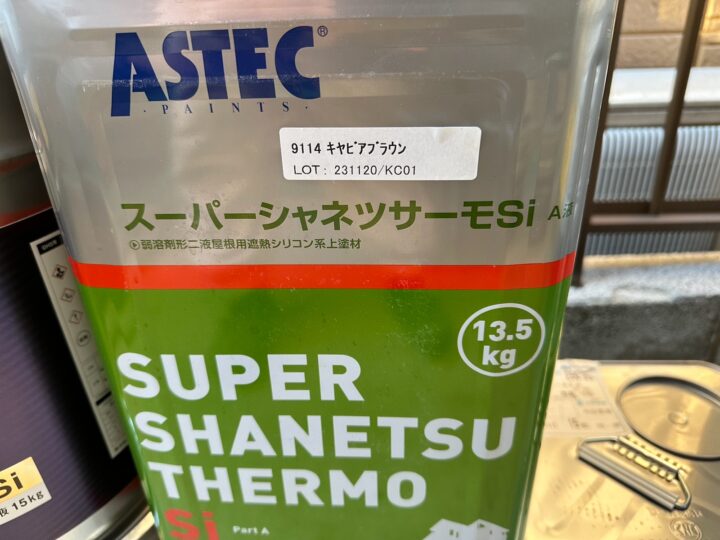 ASTEC®
・PAINTS・
9114 キャビアブラウン
LOT: 231120/KC01
スーパーシャネツサーモSi A液
弱溶剤形二液屋根用遮熱シリコン系上塗材
13.5
kg
SUPER
SHANETSU
THERMO
Si Part A
Si
液 15kg